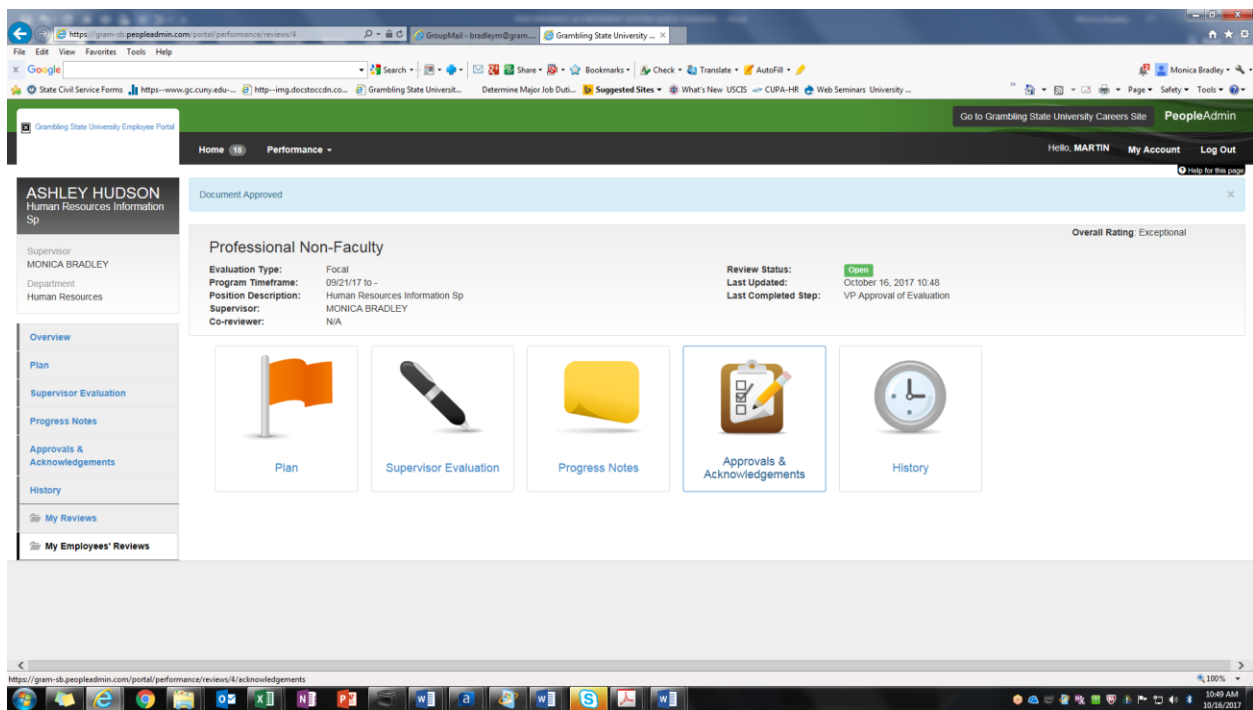 https://gram-sb.peopleadmin.com/portal/performance/reviews/4
GroupMail - bradleym@gram...
Grambling State University ...
File Edit View Favorites Tools Help
x Google
Search Share Bookmarks Check Translate AutoFill
Monica Bradley
State Civil Service Forms https--www.gc.cuny.edu-... http--img.docstoccdn.co... Grambling State Universit... Determine Major Job Duti... Suggested Sites What's New USCIS CUPA-HR Web Seminars University ... » Page Safety Tools
Grambling State University Employee Portal
Go to Grambling State University Careers Site PeopleAdmin
Home 18 Performance
Hello, MARTIN My Account Log Out
Help for this page
ASHLEY HUDSON
Human Resources Information
Sp
Supervisor
MONICA BRADLEY
Department
Human Resources
Overview
Plan
Supervisor Evaluation
Progress Notes
Approvals &
Acknowledgements
History
My Reviews
My Employees' Reviews
Document Approved ×
Overall Rating: Exceptional
Professional Non-Faculty
Evaluation Type: Focal
Program Timeframe: 09/21/17 to -
Position Description: Human Resources Information Sp
Supervisor: MONICA BRADLEY
Co-reviewer: N/A
Review Status: Open
Last Updated: October 16, 2017 10:48
Last Completed Step: VP Approval of Evaluation
Plan
Supervisor Evaluation
Progress Notes
Approvals &
Acknowledgements
History
https://gram-sb.peopleadmin.com/portal/performance/reviews/4/acknowledgements
100%
10:49 AM
10/16/2017